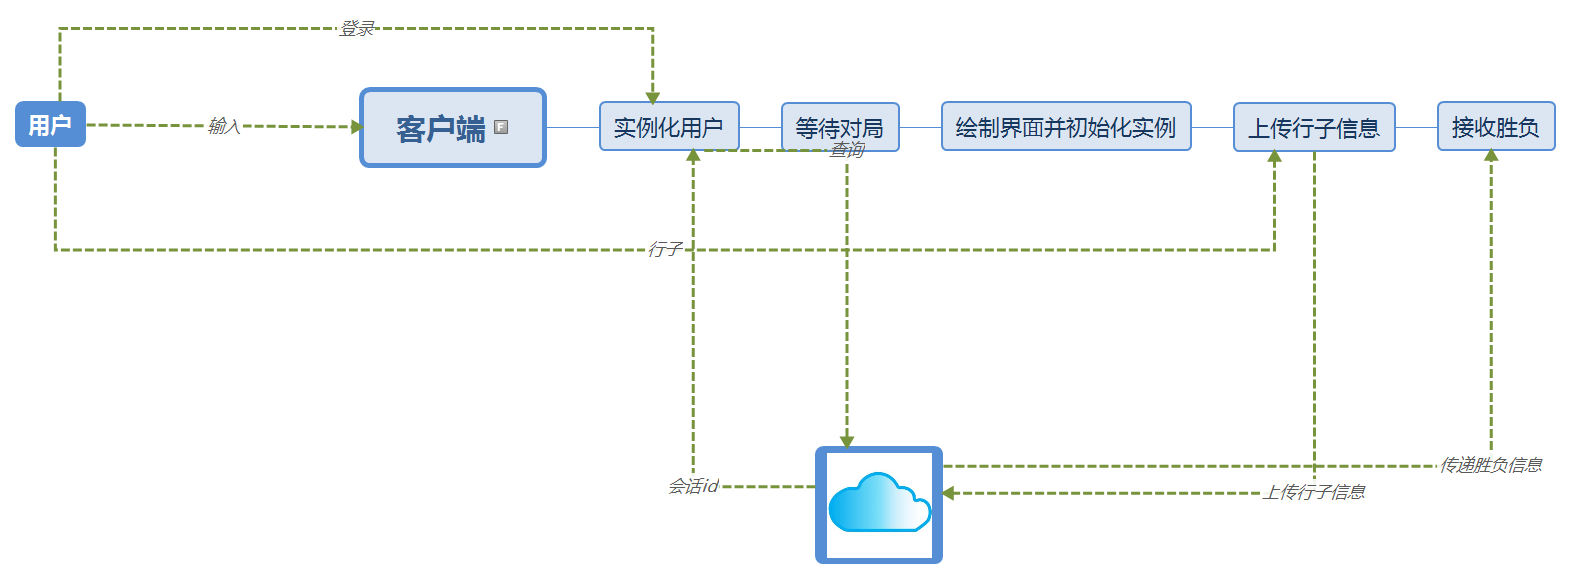 登录
用户
输入
客户端
实例化用户
等待对局
绘制界面并初始化实例
上传行子信息
接收胜负
查询
行子
传递胜负信息
会话id
上传行子信息